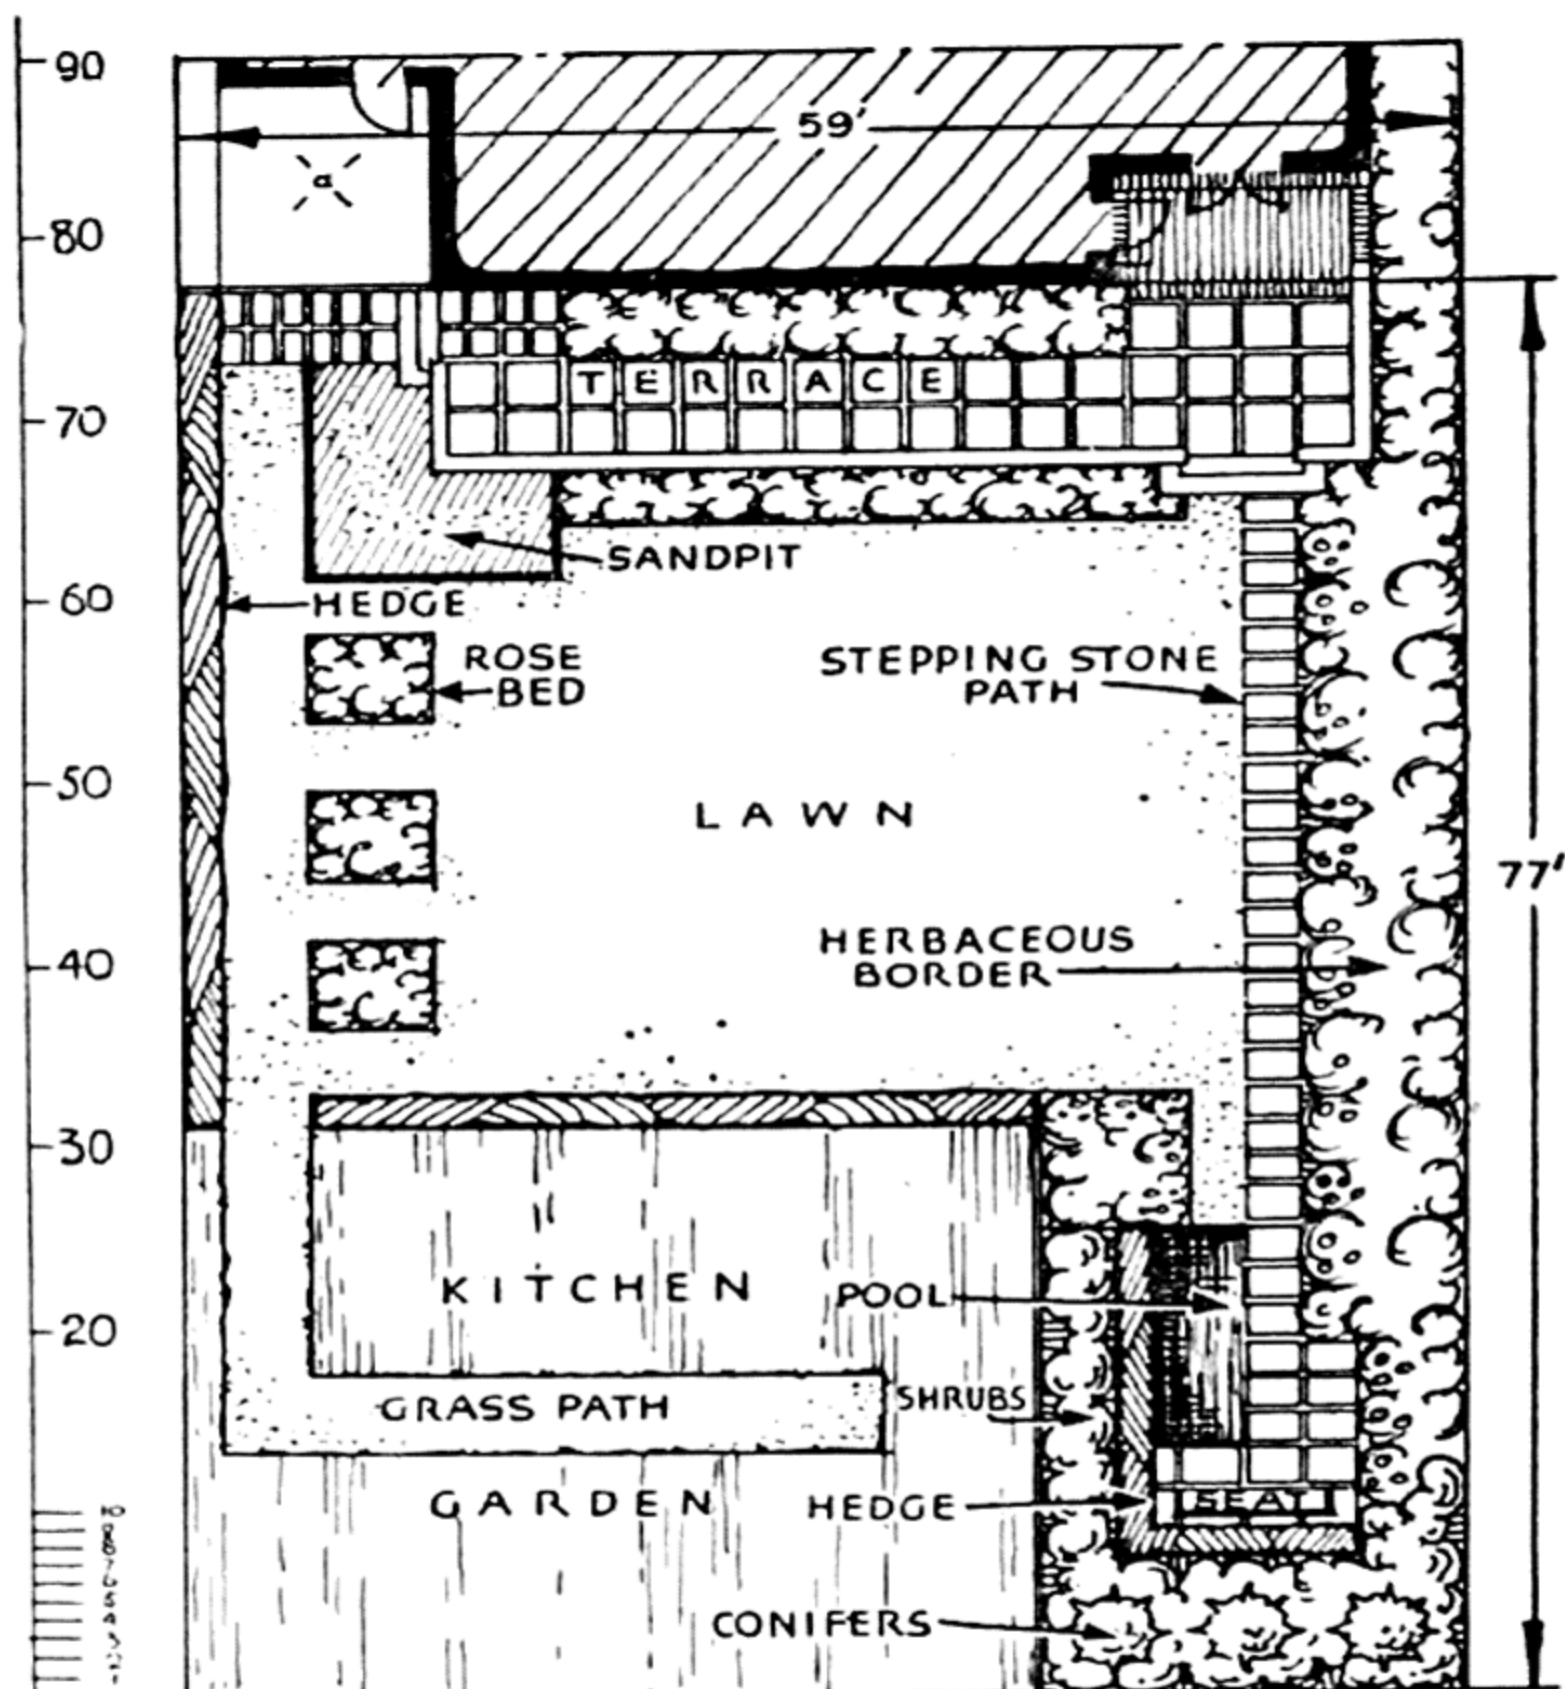 90
59'
a
80
TERRACE
70
SANDPIT
60
HEDGE
ROSE
BED
STEPPING STONE
PATH
50
LAWN
77'
HERBACEOUS
BORDER
40
30
KITCHEN
POOL
20
GRASS PATH
SHRUBS
GARDEN
HEDGE
SEAT
CONIFERS